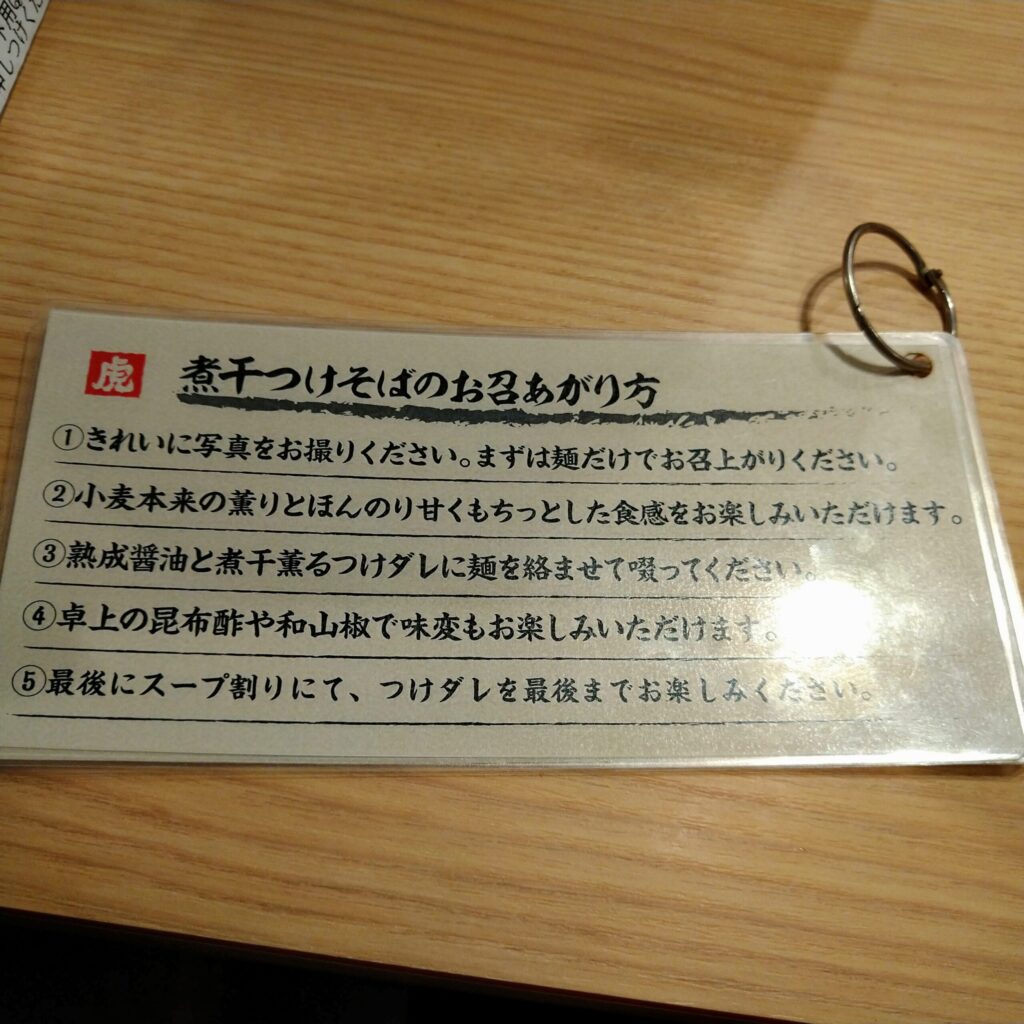 虎
煮干つけそばのお召あがり方
①きれいに写真をお撮りください。まずは麺だけでお召上がりください。
②小麦本来の薫りとほんのり甘くもちっとした食感をお楽しみいただけます。
③熟成醤油と煮干薫るつけダレに麺を絡ませて啜ってください。
④卓上の昆布酢や和山椒で味変もお楽しみいただけます。
⑤最後にスープ割りにて、つけダレを最後までお楽しみください。